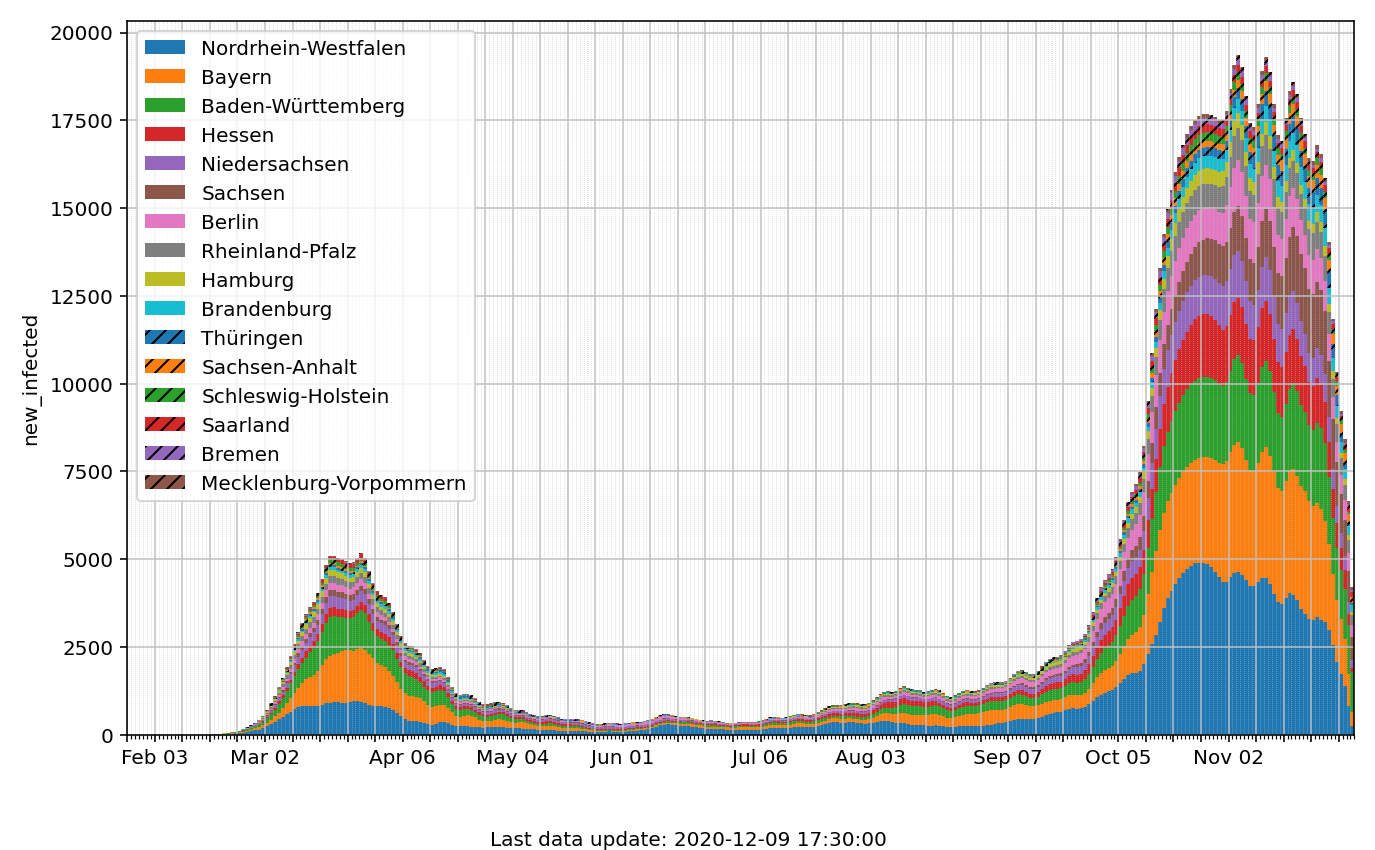 20000
17500
15000
12500
10000
7500
5000
2500
0
new_infected
Nordrhein-Westfalen
Bayern
Baden-Württemberg
Hessen
Niedersachsen
Sachsen
Berlin
Rheinland-Pfalz
Hamburg
Brandenburg
Thüringen
Sachsen-Anhalt
Schleswig-Holstein
Saarland
Bremen
Mecklenburg-Vorpommern
Feb 03 Mar 02 Apr 06 May 04 Jun 01 Jul 06 Aug 03 Sep 07 Oct 05 Nov 02
Last data update: 2020-12-09 17:30:00